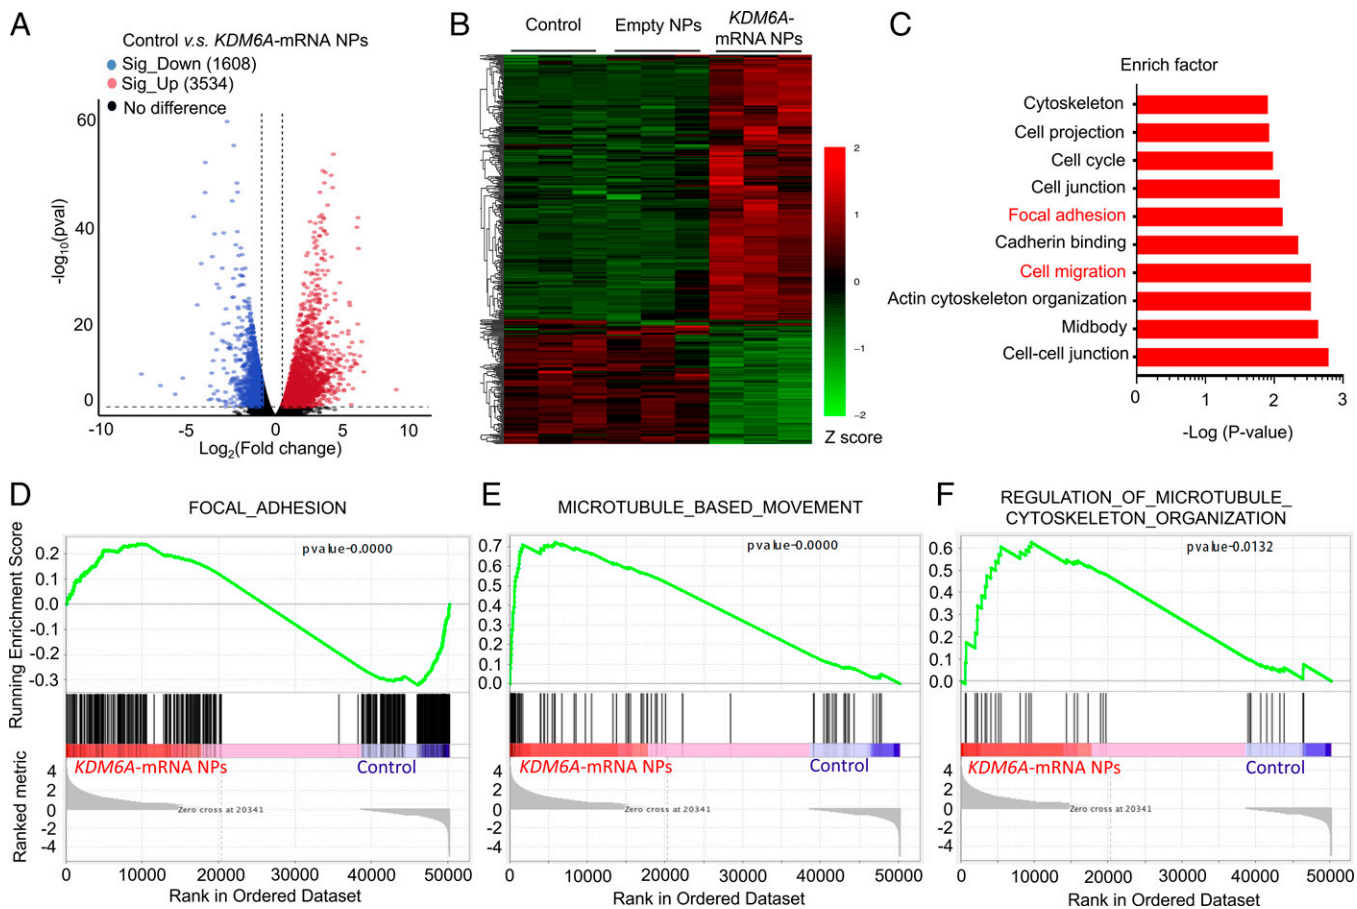 A
Control v.s. KDM6A-mRNA NPs
Sig_Down (1608)
Sig_Up (3534)
No difference
-log10(pval)
60
40
20
0
-10
-5
0
5
10
Log2(Fold change)
B
Control
Empty NPs
KDM6A-
mRNA NPs
2
1
0
−1
−2
Z score
C
Enrich factor
Cytoskeleton
Cell projection
Cell cycle
Cell junction
Focal adhesion
Cadherin binding
Cell migration
Actin cytoskeleton organization
Midbody
Cell-cell junction
0
1
2
3
-Log (P-value)
D
FOCAL_ADHESION
pvalue-0.0000
Running Enrichment Score
0.2
0.1
0.0
-0.1
-0.2
-0.3
KDM6A-mRNA NPs
Control
Ranked metric
4
2
0
-2
-4
Zero cross at 20341
0
10000
20000
30000
40000
50000
Rank in Ordered Dataset
E
MICROTUBULE_BASED_MOVEMENT
pvalue-0.0000
0.7
0.6
0.5
0.4
0.3
0.2
0.1
0.0
KDM6A-mRNA NPs
Control
4
2
0
-2
-4
Zero cross at 20341
0
10000
20000
30000
40000
50000
Rank in Ordered Dataset
F
REGULATION_OF_MICROTUBULE_
CYTOSKELETON_ORGANIZATION
pvalue-0.0132
0.6
0.5
0.4
0.3
0.2
0.1
0.0
KDM6A-mRNA NPs
Control
4
2
0
-2
-4
Zero cross at 20341
0
10000
20000
30000
40000
50000
Rank in Ordered Dataset